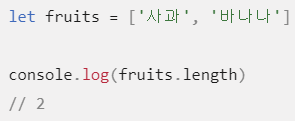 let fruits = ['사과', '바나나']
console.log(fruits.length)
// 2